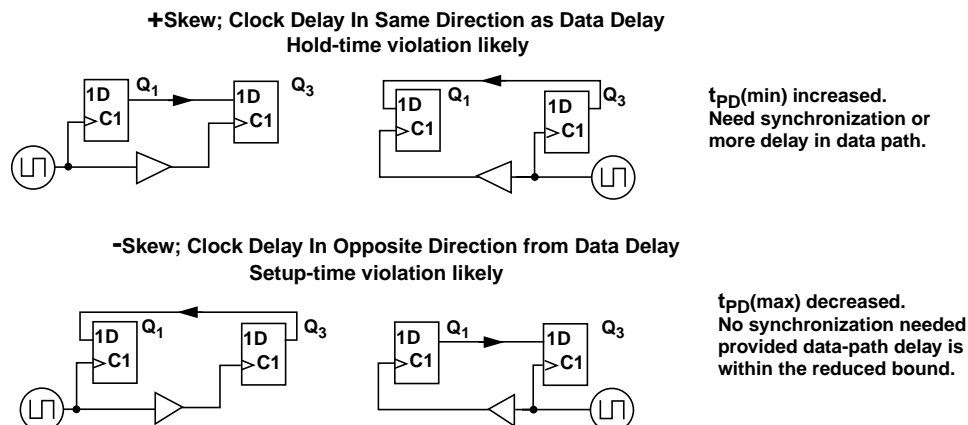 +Skew; Clock Delay In Same Direction as Data Delay
Hold-time violation likely
Q1
Q3
1D
C1
1D
C1
Q1
Q3
1D
C1
1D
C1
tPD(min) increased.
Need synchronization or
more delay in data path.
-Skew; Clock Delay In Opposite Direction from Data Delay
Setup-time violation likely
Q1
Q3
1D
C1
1D
C1
Q1
Q3
1D
C1
1D
C1
tPD(max) decreased.
No synchronization needed
provided data-path delay is
within the reduced bound.